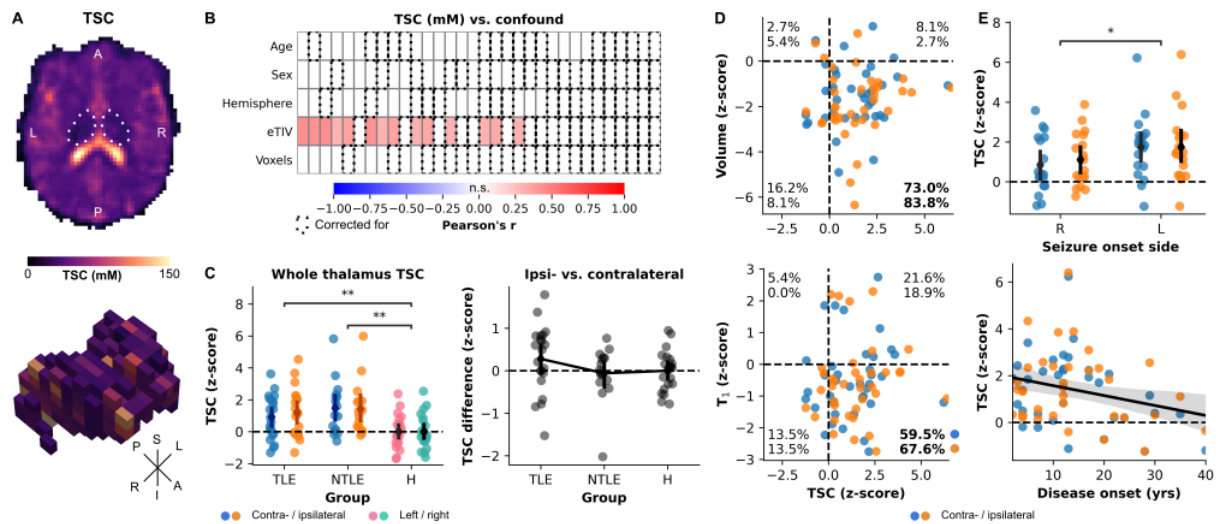 A
TSC
A
L
R
P
0
TSC (mM)
150
P
S
L
R
I
A
B
TSC (mM) vs. confound
Age
Sex
Hemisphere
eTIV
Voxels
n.s.
−1.00 −0.75 −0.50 −0.25 0.00 0.25 0.50 0.75 1.00
Corrected for
Pearson's r
C
Whole thalamus TSC
TSC (z-score)
8
6
4
2
0
−2
**
**
TLE
NTLE
H
Group
Contra- / ipsilateral
Left / right
Ipsi- vs. contralateral
TSC difference (z-score)
1
0
−1
−2
TLE
NTLE
H
Group
D
Volume (z-score)
0
−2
−4
−6
2.7%
5.4%
8.1%
2.7%
16.2%
8.1%
73.0%
83.8%
−2.5 0.0 2.5 5.0
T1 (z-score)
3
2
1
0
−1
−2
−3
5.4%
0.0%
21.6%
18.9%
13.5%
13.5%
59.5%
67.6%
−2.5 0.0 2.5 5.0
TSC (z-score)
Contra- / ipsilateral
E
TSC (z-score)
8
6
4
2
0
*
R
L
Seizure onset side
TSC (z-score)
6
4
2
0
10 20 30 40
Disease onset (yrs)